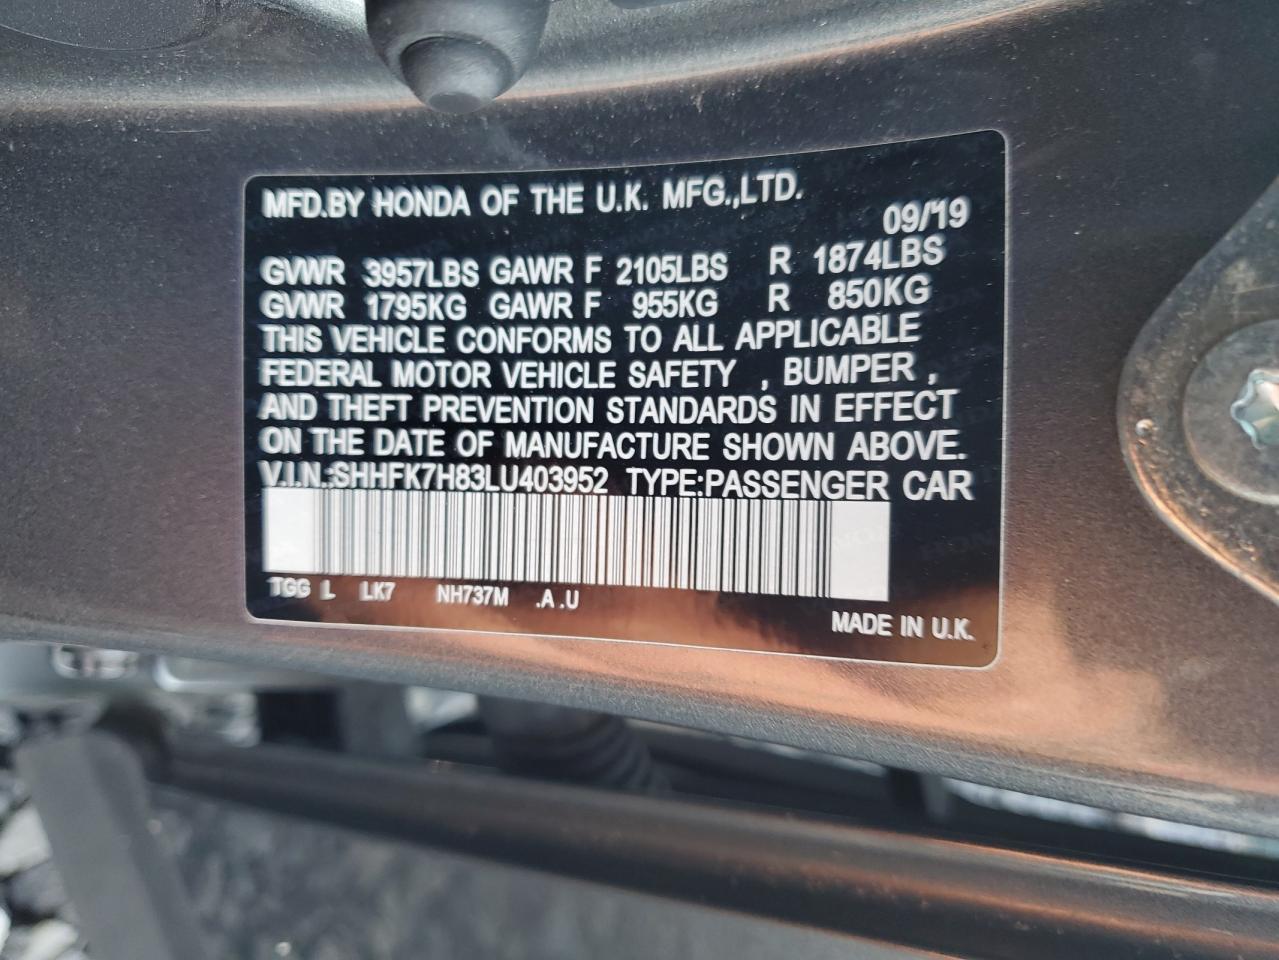 MFD.BY HONDA OF THE U.K. MFG.,LTD.
09/'19
GVWR 3957LBS GAWR F 2105LBS R 1874LBS
GVWR 1795KG GAWR F 955KG R 850KG
THIS VEHICLE CONFORMS TO ALL APPLICABLE
FEDERAL MOTOR VEHICLE SAFETY , BUMPER ,
AND THEFT PREVENTION STANDARDS IN EFFECT
ON THE DATE OF MANUFACTURE SHOWN ABOVE.
V.I.N.:SHHFK7H83LU403952 TYPE:PASSENGER CAR
TGG L LK7 NH737M .A .U
MADE IN U.K.